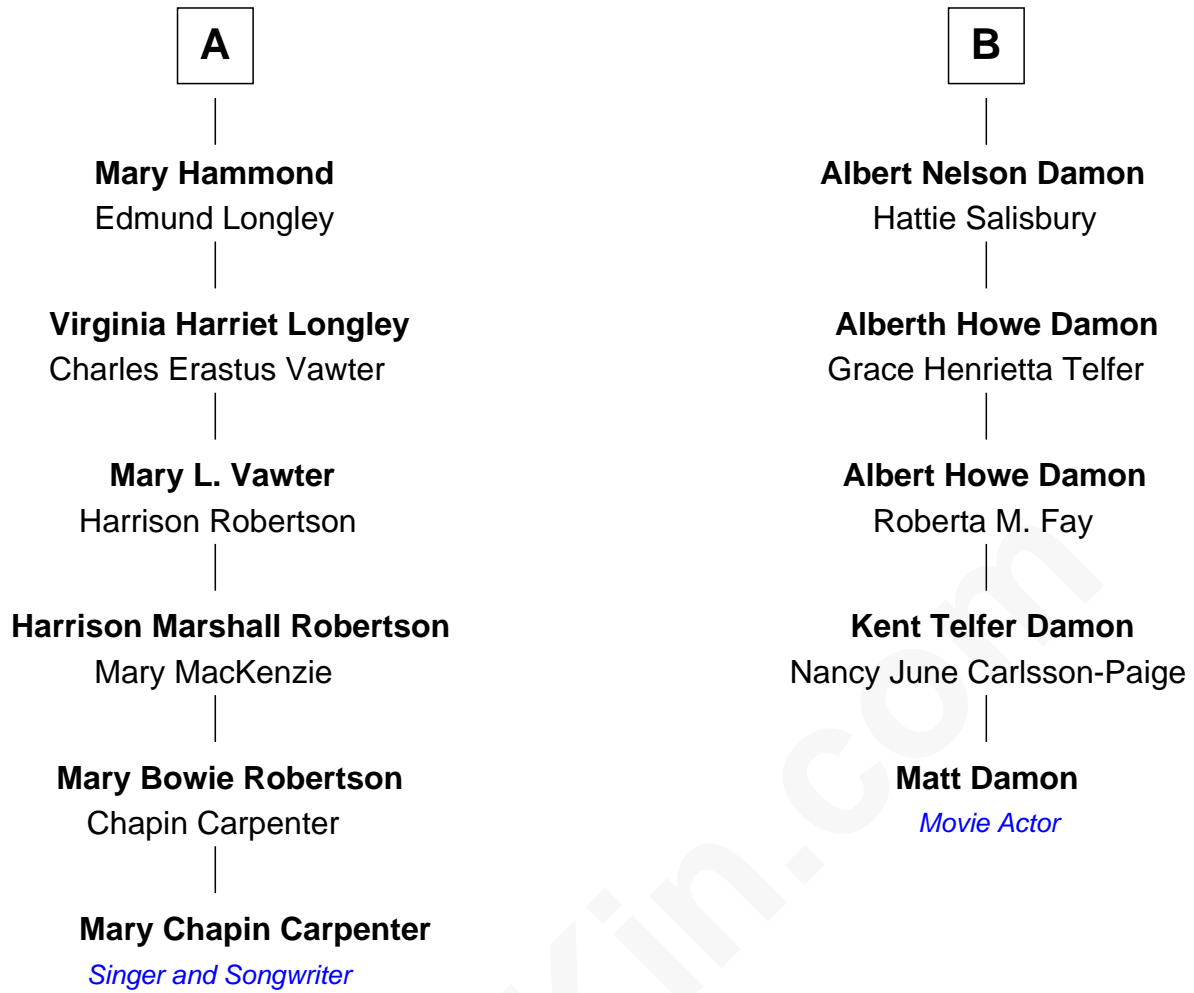 A
Mary Hammond
Edmund Longley
Virginia Harriet Longley
Charles Erastus Vawter
Mary L. Vawter
Harrison Robertson
Harrison Marshall Robertson
Mary MacKenzie
Mary Bowie Robertson
Chapin Carpenter
Mary Chapin Carpenter
Singer and Songwriter
B
Albert Nelson Damon
Hattie Salisbury
Alberth Howe Damon
Grace Henrietta Telfer
Albert Howe Damon
Roberta M. Fay
Kent Telfer Damon
Nancy June Carlsson-Paige
Matt Damon
Movie Actor